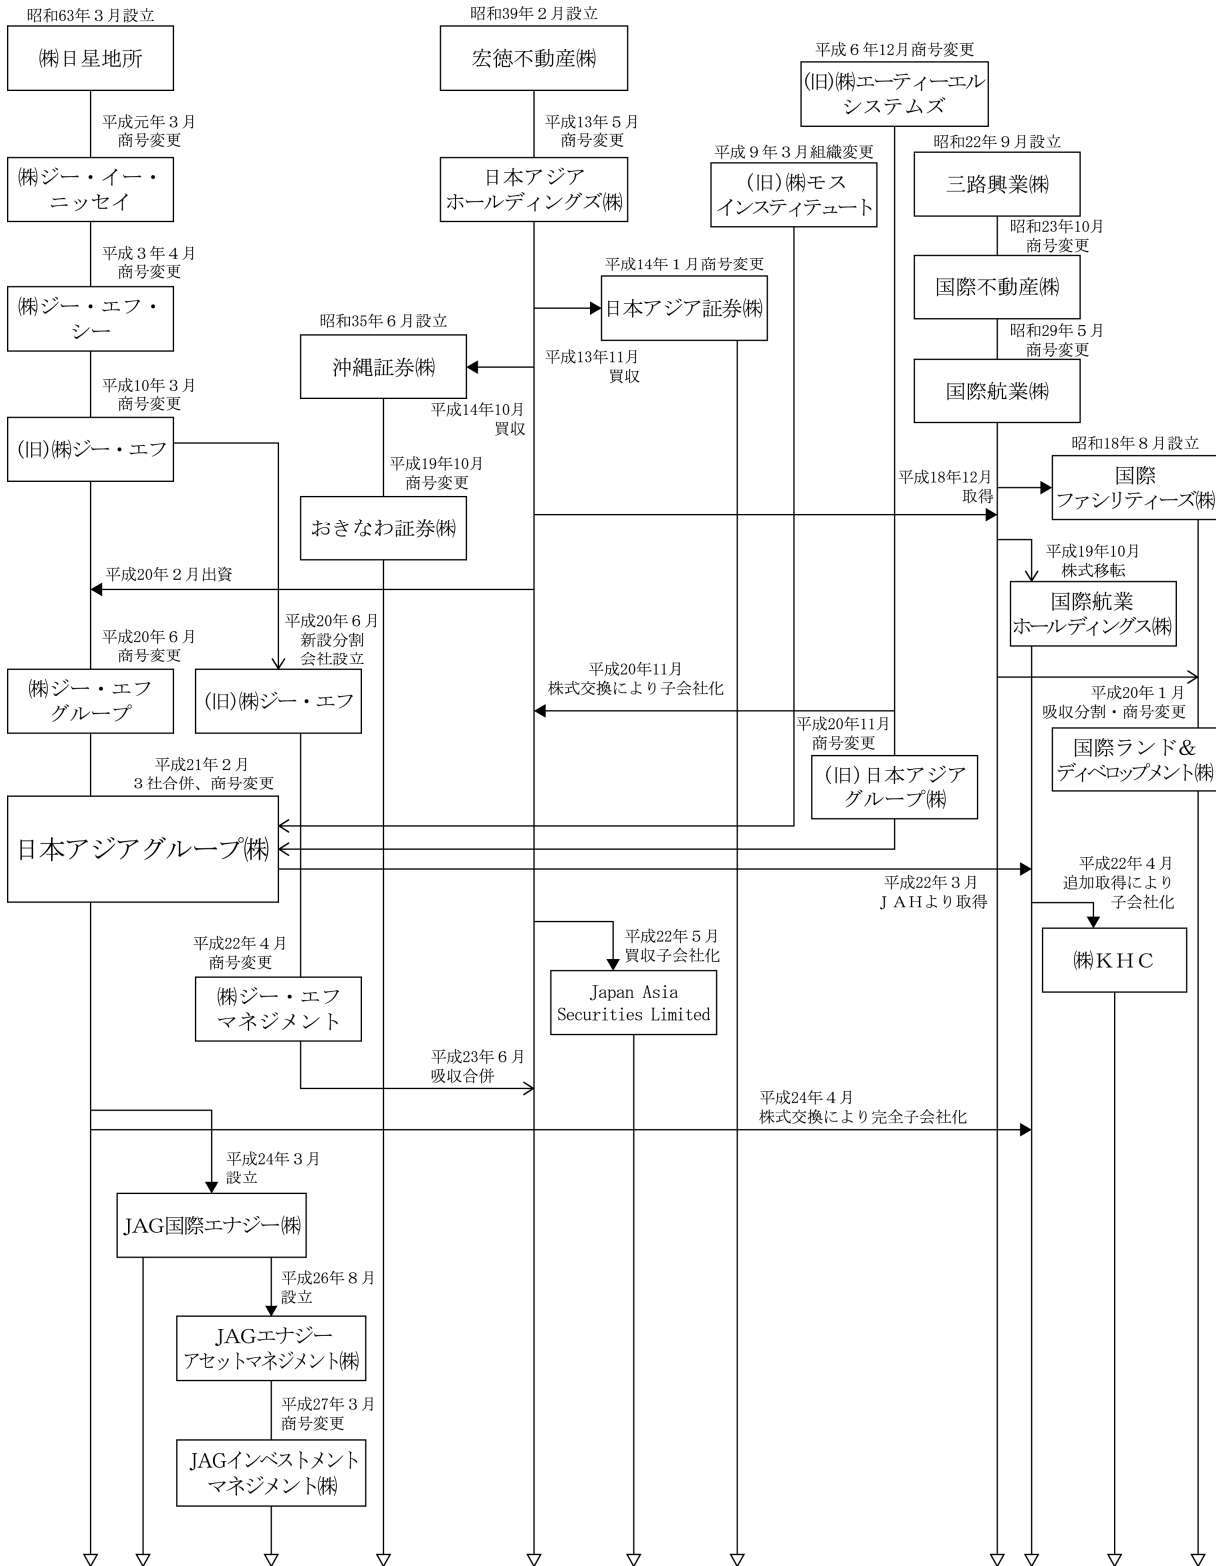 昭和63年３月設立
㈱日星地所
平成元年３月
商号変更
㈱ジー・イー・
ニッセイ
平成３年４月
商号変更
㈱ジー・エフ・
シー
平成10年３月
商号変更
(旧)㈱ジー・エフ
昭和39年２月設立
宏徳不動産㈱
平成13年５月
商号変更
日本アジア
ホールディングズ㈱
平成６年12月商号変更
(旧)㈱エーティーエル
システムズ
平成９年３月組織変更
(旧)㈱モス
インスティテュート
昭和22年９月設立
三路興業㈱
昭和23年10月
商号変更
国際不動産㈱
昭和29年５月
商号変更
国際航業㈱
平成14年１月商号変更
日本アジア証券㈱
平成13年11月
買収
昭和35年６月設立
沖縄証券㈱
平成14年10月
買収
平成19年10月
商号変更
おきなわ証券㈱
昭和18年８月設立
国際
ファシリティーズ㈱
平成18年12月
取得
平成19年10月
株式移転
国際航業
ホールディングス㈱
平成20年２月出資
平成20年６月
商号変更
㈱ジー・エフ
グループ
平成20年６月
新設分割
会社設立
(旧)㈱ジー・エフ
平成20年11月
株式交換により子会社化
平成20年１月
吸収分割・商号変更
国際ランド＆
ディベロップメント㈱
平成20年11月
商号変更
(旧)日本アジア
グループ㈱
平成21年２月
３社合併、商号変更
日本アジアグループ㈱
平成22年３月
ＪＡＨより取得
平成22年４月
追加取得により
子会社化
㈱ＫＨＣ
平成22年４月
商号変更
㈱ジー・エフ
マネジメント
平成22年５月
買収子会社化
Japan Asia
Securities Limited
平成23年６月
吸収合併
平成24年４月
株式交換により完全子会社化
平成24年３月
設立
JAG国際エナジー㈱
平成26年８月
設立
JAGエナジー
アセットマネジメント㈱
平成27年３月
商号変更
JAGインベストメント
マネジメント㈱